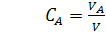 C_A = V_A / V